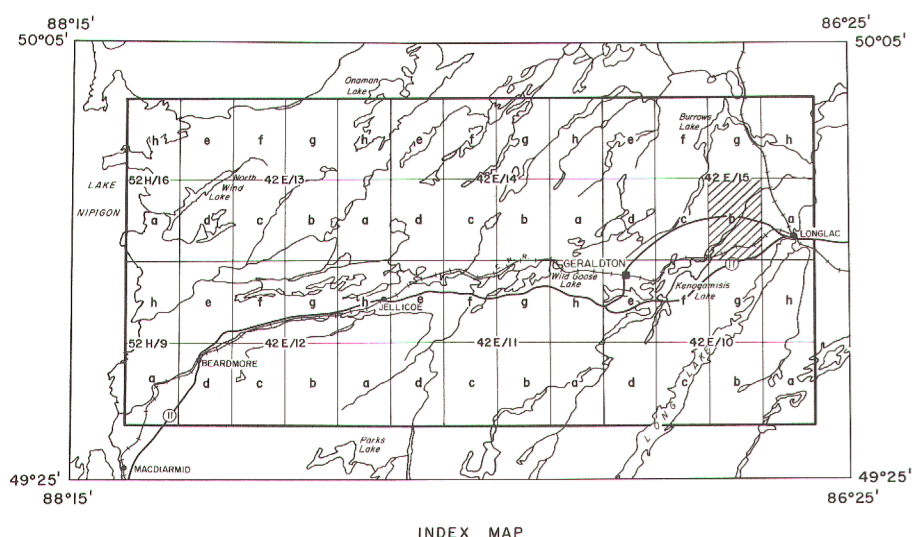 88°15' 86°25'
50°05' 50°05'
Onaman
Lake
Burrows
Lake
h e f g h e f g h e f g h
52 H/16 42 E/13 42 E/14 42 E/15
North
Wind
Lake
LAKE
NIPIGON
a d c b a d c b a d c b a
LONGLAC
C. N. R.
GERALDTON
Wild Goose
Lake
11
Kenogamisis
Lake
h e f g h e f g h e f g h
JELLICOE
52 H/9 42 E/12 42 E/11 42 E/10
BEARDMORE
a d c b a d c b a d c b a
LONG LAKE
11
Parks
Lake
MACDIARMID
49°25' 49°25'
88°15' 86°25'
INDEX MAP